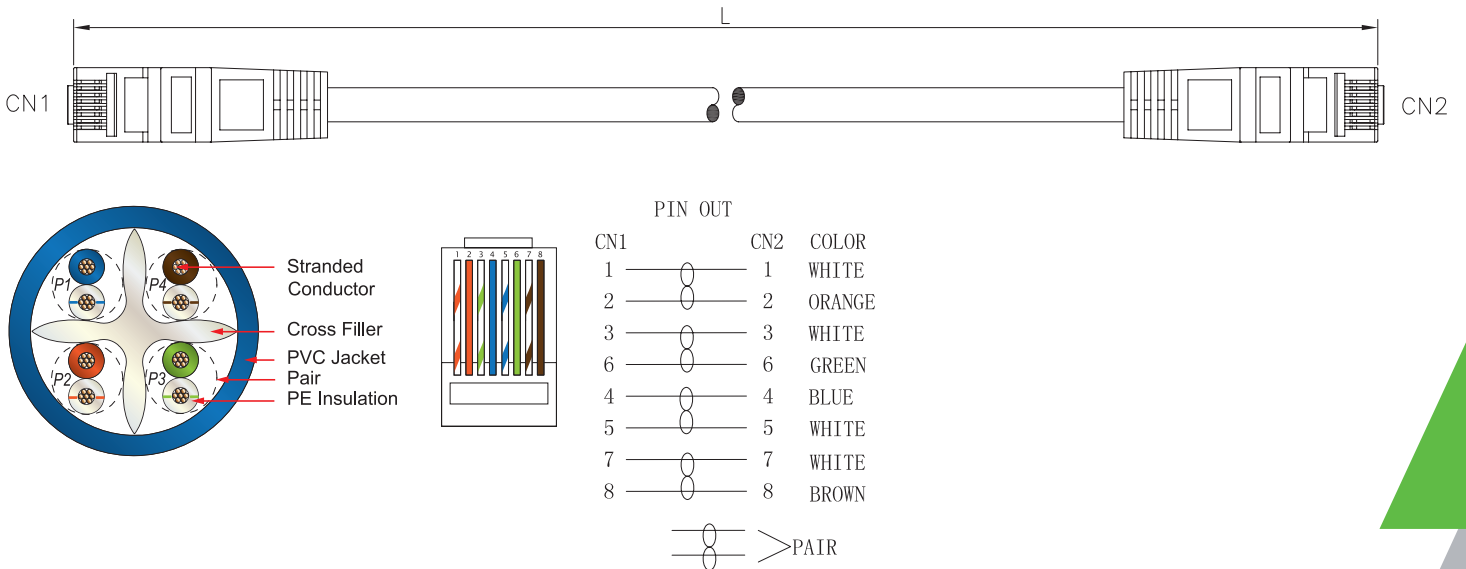 L
CN1
CN2
P1
P4
P2
P3
Stranded
Conductor
Cross Filler
PVC Jacket
Pair
PE Insulation
1 2 3 4 5 6 7 8
PIN OUT
CN1 CN2 COLOR
1 1 WHITE
2 2 ORANGE
3 3 WHITE
6 6 GREEN
4 4 BLUE
5 5 WHITE
7 7 WHITE
8 8 BROWN
PAIR